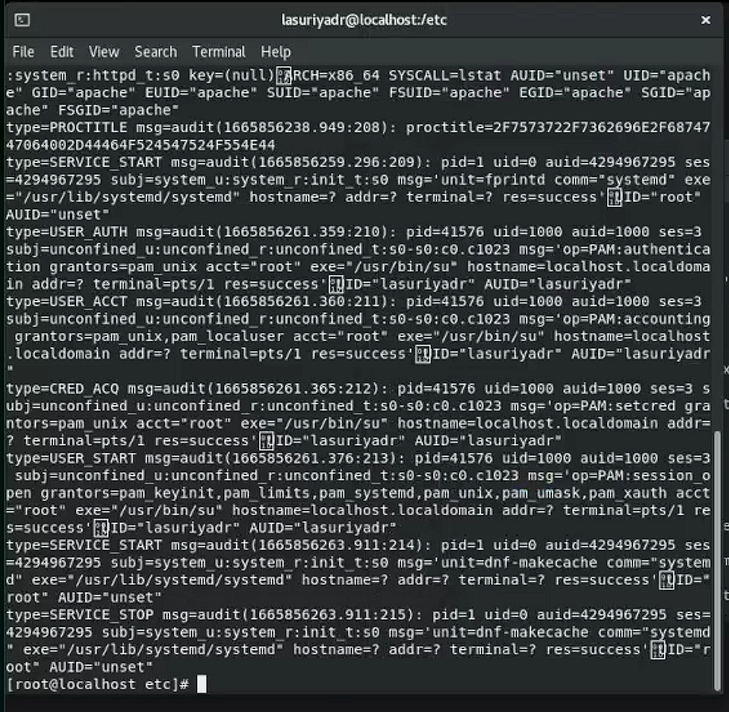 lasuriyadr@localhost:/etc
File Edit View Search Terminal Help
:system_r:httpd_t:s0 key=(null)ARCH=x86_64 SYSCALL=lstat AUID="unset" UID="apach
e" GID="apache" EUID="apache" SUID="apache" FSUID="apache" EGID="apache" SGID="ap
ache" FSGID="apache"
type=PROCTITLE msg=audit(1665856238.949:208): proctitle=2F7573722F7362696E2F68747
47064002D44464F524547524F554E44
type=SERVICE_START msg=audit(1665856259.296:209): pid=1 uid=0 auid=4294967295 ses
=4294967295 subj=system_u:system_r:init_t:s0 msg='unit=fprintd comm="systemd" exe
="/usr/lib/systemd/systemd" hostname=? addr=? terminal=? res=success'UID="root"
AUID="unset"
type=USER_AUTH msg=audit(1665856261.359:210): pid=41576 uid=1000 auid=1000 ses=3
subj=unconfined_u:unconfined_r:unconfined_t:s0-s0:c0.c1023 msg='op=PAM:authentica
tion grantors=pam_unix acct="root" exe="/usr/bin/su" hostname=localhost.localdoma
in addr=? terminal=pts/1 res=success'UID="lasuriyadr" AUID="lasuriyadr"
type=USER_ACCT msg=audit(1665856261.360:211): pid=41576 uid=1000 auid=1000 ses=3
subj=unconfined_u:unconfined_r:unconfined_t:s0-s0:c0.c1023 msg='op=PAM:accounting
grantors=pam_unix,pam_localuser acct="root" exe="/usr/bin/su" hostname=localhost
.localdomain addr=? terminal=pts/1 res=success'UID="lasuriyadr" AUID="lasuriyadr
"
type=CRED_ACQ msg=audit(1665856261.365:212): pid=41576 uid=1000 auid=1000 ses=3 s
ubj=unconfined_u:unconfined_r:unconfined_t:s0-s0:c0.c1023 msg='op=PAM:setcred gra
ntors=pam_unix acct="root" exe="/usr/bin/su" hostname=localhost.localdomain addr=
? terminal=pts/1 res=success'UID="lasuriyadr" AUID="lasuriyadr"
type=USER_START msg=audit(1665856261.376:213): pid=41576 uid=1000 auid=1000 ses=3
subj=unconfined_u:unconfined_r:unconfined_t:s0-s0:c0.c1023 msg='op=PAM:session_o
pen grantors=pam_keyinit,pam_limits,pam_systemd,pam_unix,pam_umask,pam_xauth acct
="root" exe="/usr/bin/su" hostname=localhost.localdomain addr=? terminal=pts/1 re
s=success'UID="lasuriyadr" AUID="lasuriyadr"
type=SERVICE_START msg=audit(1665856263.911:214): pid=1 uid=0 auid=4294967295 ses
=4294967295 subj=system_u:system_r:init_t:s0 msg='unit=dnf-makecache comm="system
d" exe="/usr/lib/systemd/systemd" hostname=? addr=? terminal=? res=success'UID="
root" AUID="unset"
type=SERVICE_STOP msg=audit(1665856263.911:215): pid=1 uid=0 auid=4294967295 ses=
4294967295 subj=system_u:system_r:init_t:s0 msg='unit=dnf-makecache comm="systemd
" exe="/usr/lib/systemd/systemd" hostname=? addr=? terminal=? res=success'UID="r
oot" AUID="unset"
[root@localhost etc]#